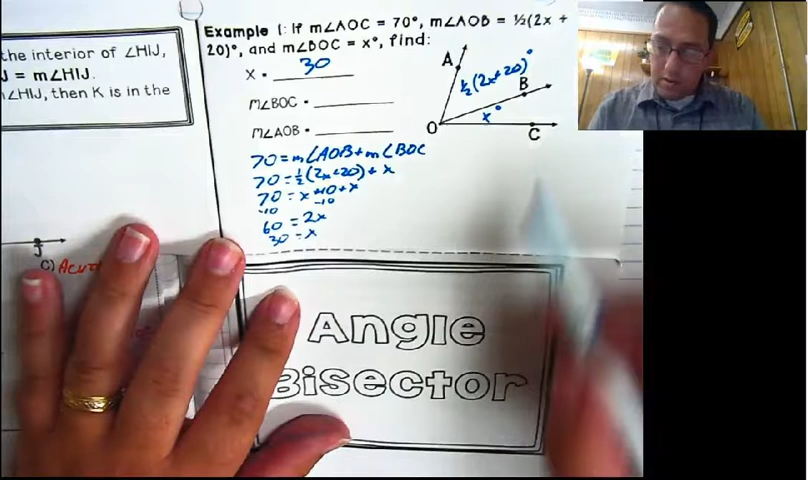 the interior of ∠HIJ,
J = m∠HIJ.
∠HIJ, then K is in the
J
C) Acu
Example 1: If m∠AOC = 70°, m∠AOB = ½(2x +
20)°, and m∠BOC = x°, find:
x = 30
m∠BOC =
m∠AOB =
A
½(2x+20)°
B
x°
O
C
70 = m∠AOB + m∠BOC
70 = ½(2x+20) + x
70 = x + 10 + x
-10 -10
60 = 2x
30 = x
Angle
Bisector